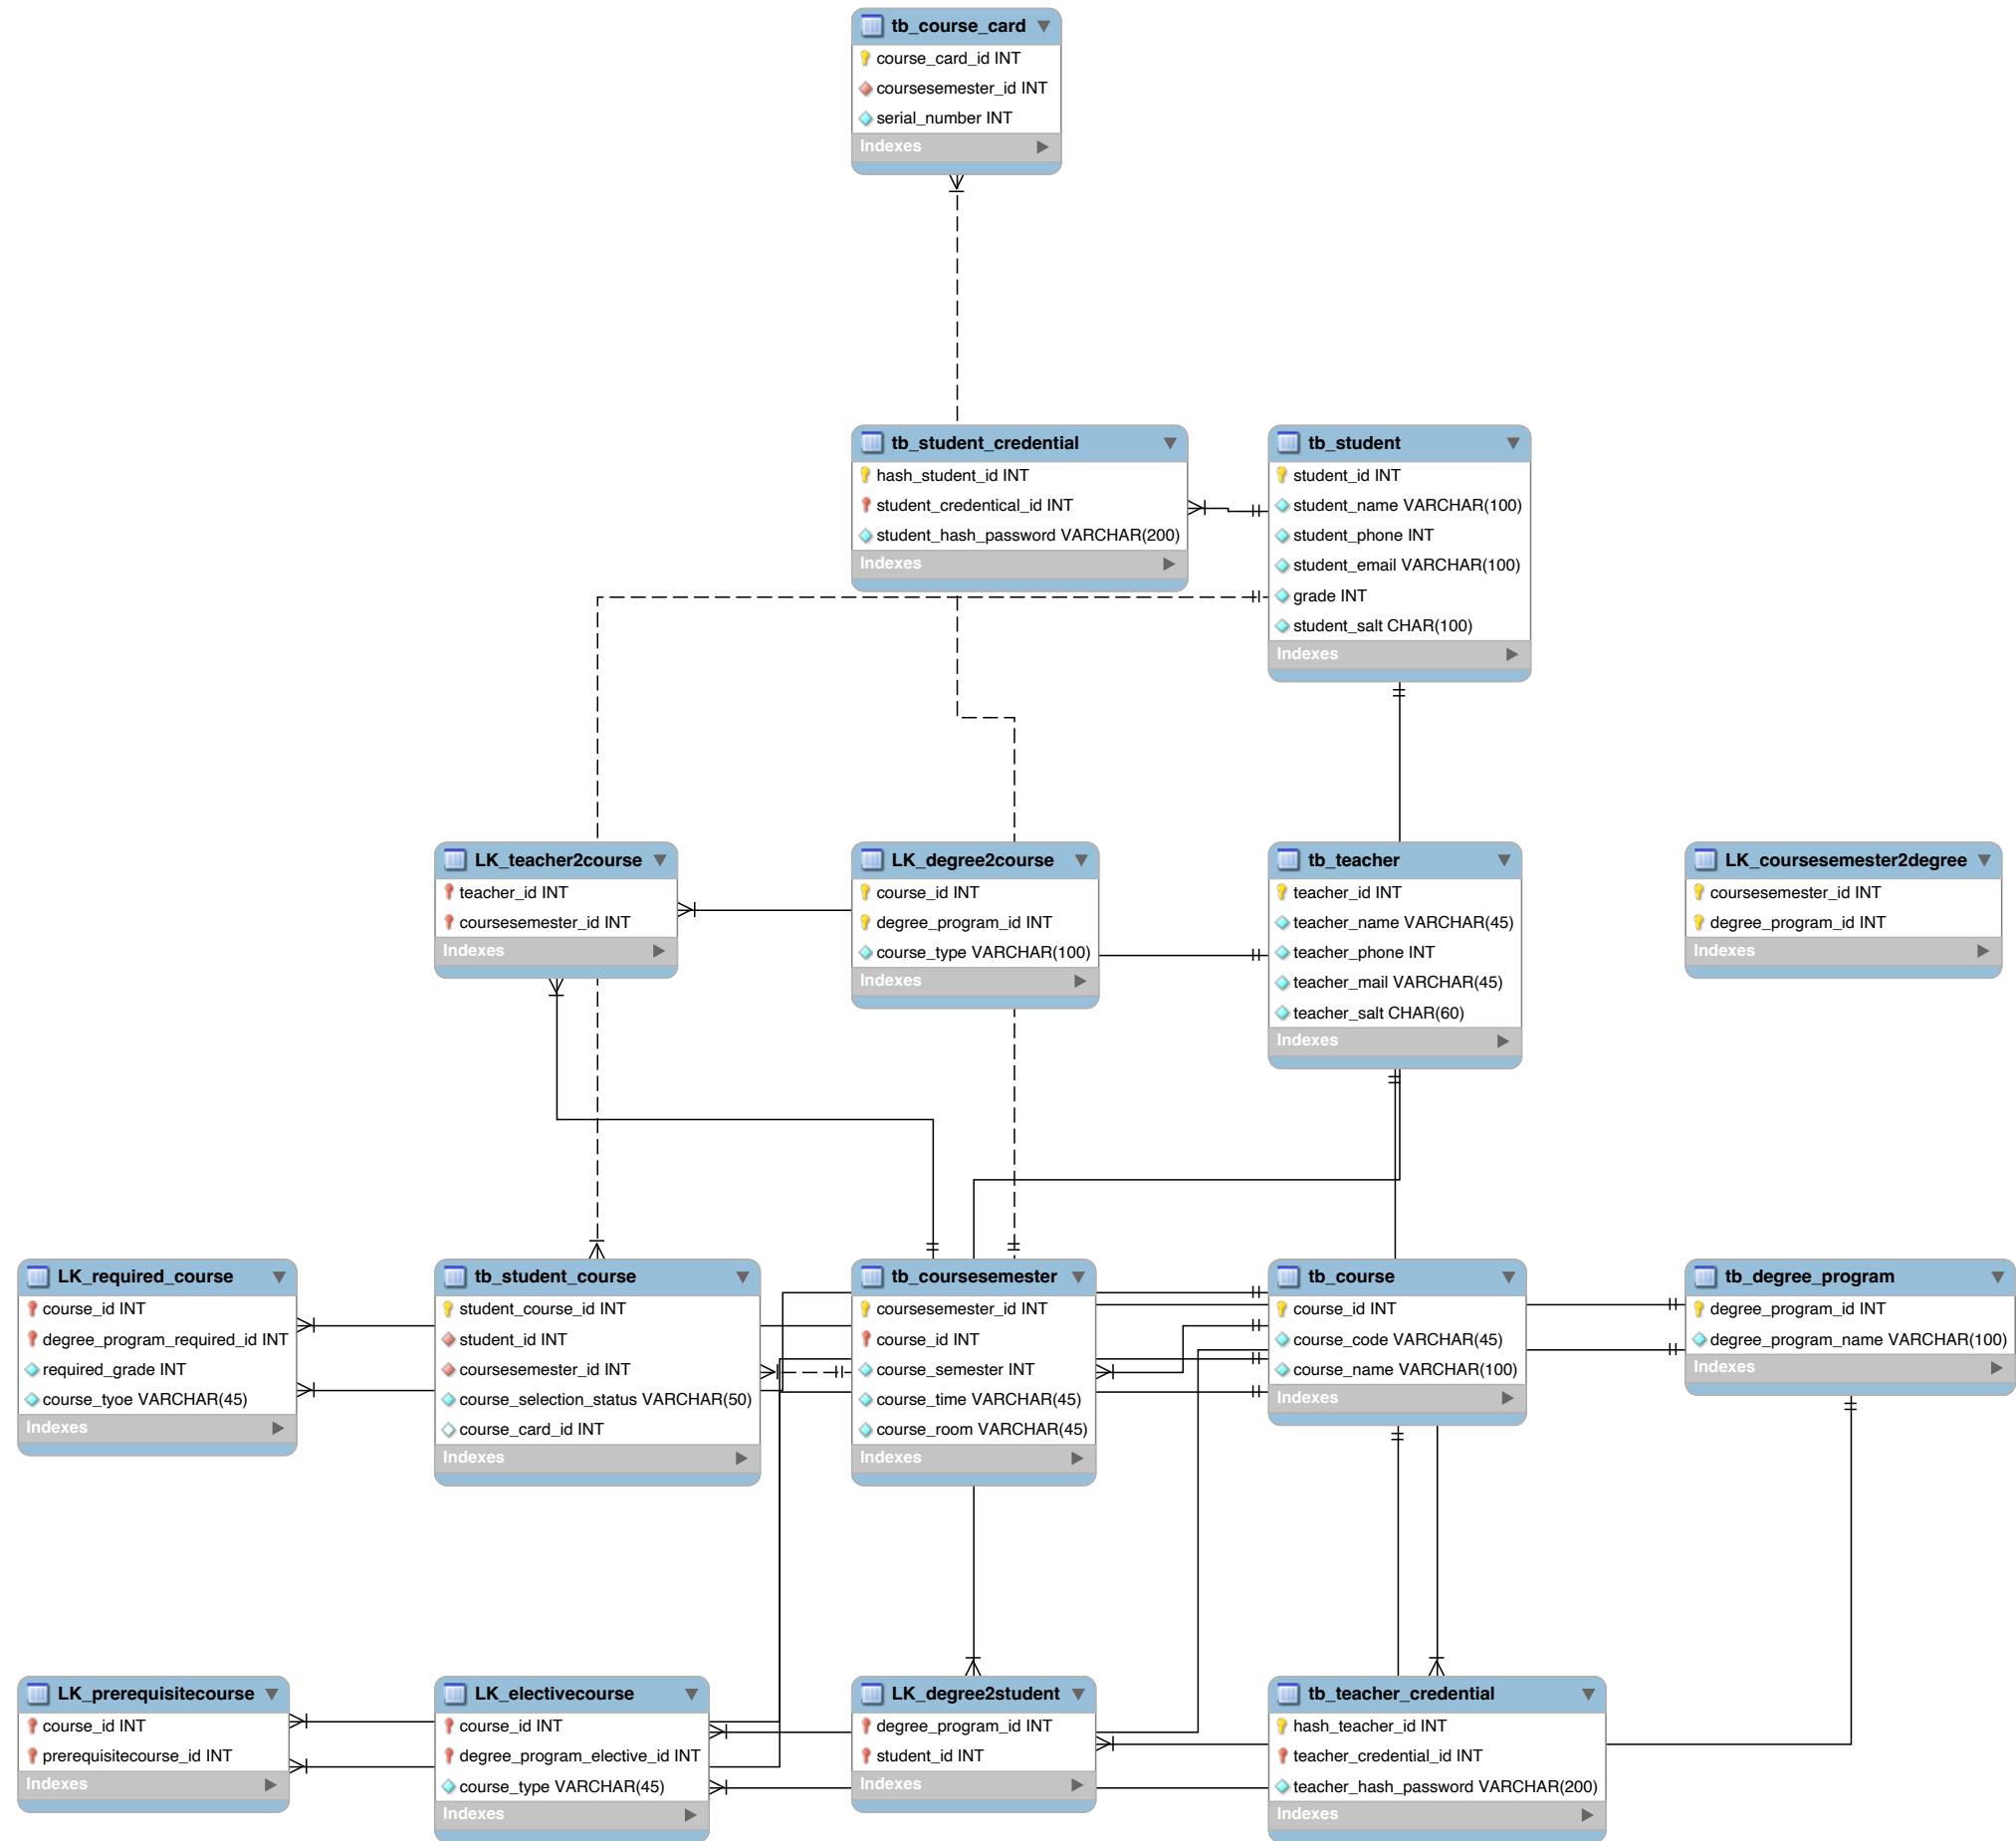 tb_course_card
course_card_id INT
coursesemester_id INT
serial_number INT
Indexes
tb_student_credential
hash_student_id INT
student_credentical_id INT
student_hash_password VARCHAR(200)
Indexes
tb_student
student_id INT
student_name VARCHAR(100)
student_phone INT
student_email VARCHAR(100)
grade INT
student_salt CHAR(100)
Indexes
LK_teacher2course
teacher_id INT
coursesemester_id INT
Indexes
LK_degree2course
course_id INT
degree_program_id INT
course_type VARCHAR(100)
Indexes
tb_teacher
teacher_id INT
teacher_name VARCHAR(45)
teacher_phone INT
teacher_mail VARCHAR(45)
teacher_salt CHAR(60)
Indexes
LK_coursesemester2degree
coursesemester_id INT
degree_program_id INT
Indexes
LK_required_course
course_id INT
degree_program_required_id INT
required_grade INT
course_tyoe VARCHAR(45)
Indexes
tb_student_course
student_course_id INT
student_id INT
coursesemester_id INT
course_selection_status VARCHAR(50)
course_card_id INT
Indexes
tb_coursesemester
coursesemester_id INT
course_id INT
course_semester INT
course_time VARCHAR(45)
course_room VARCHAR(45)
Indexes
tb_course
course_id INT
course_code VARCHAR(45)
course_name VARCHAR(100)
Indexes
tb_degree_program
degree_program_id INT
degree_program_name VARCHAR(100)
Indexes
LK_prerequisitecourse
course_id INT
prerequisitecourse_id INT
Indexes
LK_electivecourse
course_id INT
degree_program_elective_id INT
course_type VARCHAR(45)
Indexes
LK_degree2student
degree_program_id INT
student_id INT
Indexes
tb_teacher_credential
hash_teacher_id INT
teacher_credential_id INT
teacher_hash_password VARCHAR(200)
Indexes